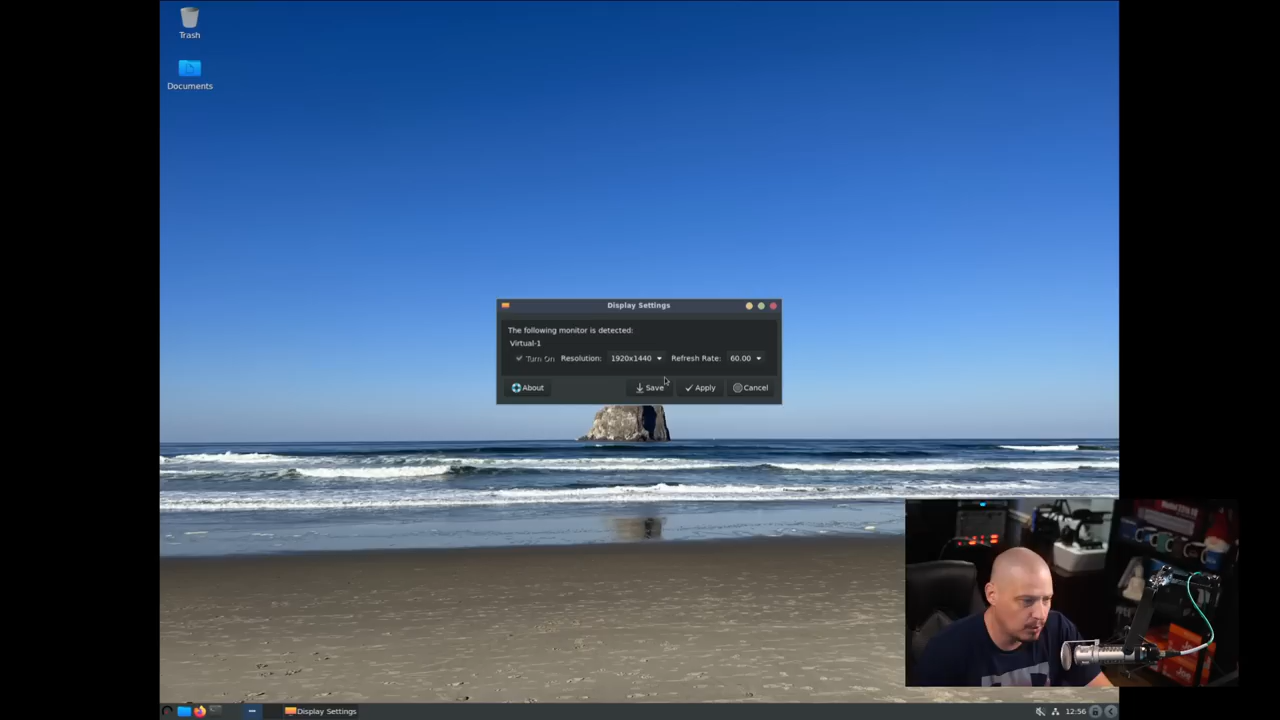 Trash
Documents
Display Settings
The following monitor is detected:
Virtual-1
Turn On Resolution: 1920x1440 Refresh Rate: 60.00
About Save Apply Cancel
Display Settings 12:56